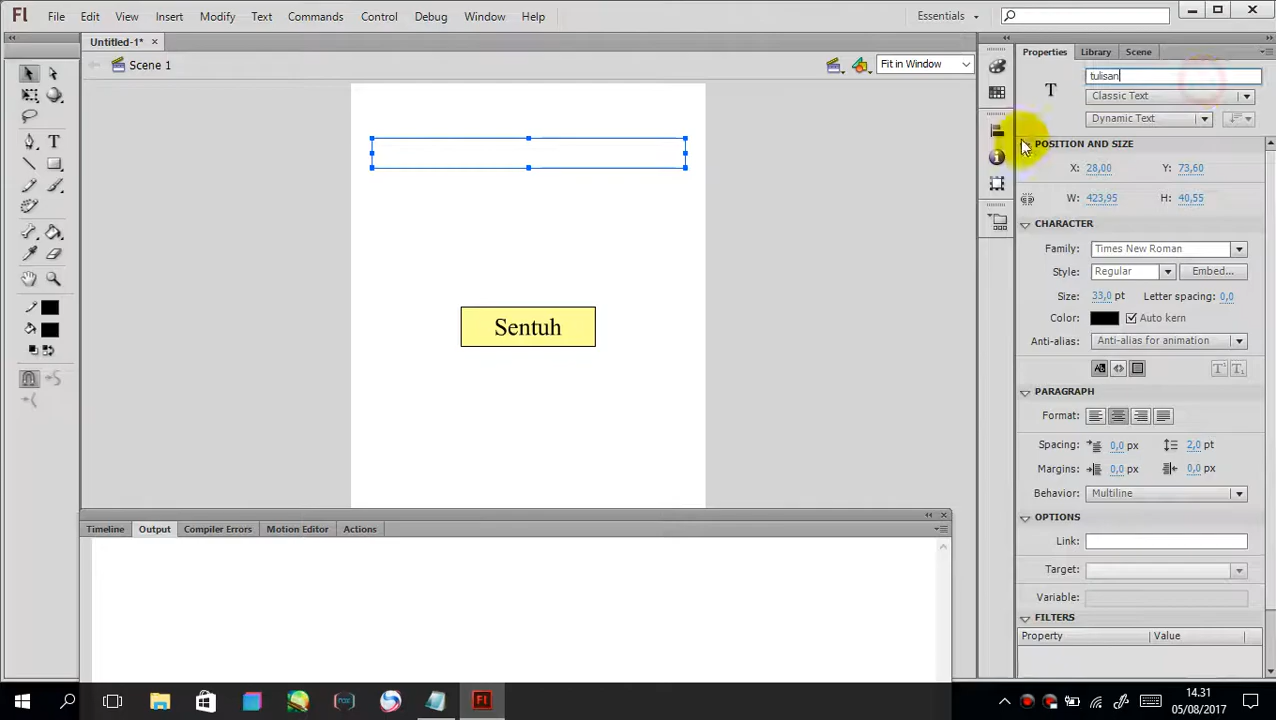 Fl File Edit View Insert Modify Text Commands Control Debug Window Help Essentials
Untitled-1* × Properties Library Scene
Scene 1 Fit in Window
tulisan
T Classic Text
Dynamic Text
POSITION AND SIZE
X: 28,00 Y: 73,60
W: 423,95 H: 40,55
CHARACTER
Family: Times New Roman
Style: Regular Embed...
Size: 33,0 pt Letter spacing: 0,0
Color: Auto kern
Sentuh
Anti-alias: Anti-alias for animation
PARAGRAPH
Format:
Spacing: 0,0 px 2,0 pt
Margins: 0,0 px 0,0 px
Behavior: Multiline
OPTIONS
Timeline Output Compiler Errors Motion Editor Actions
Link:
Target:
Variable:
FILTERS
Property Value
Fl
14.31
05/08/2017